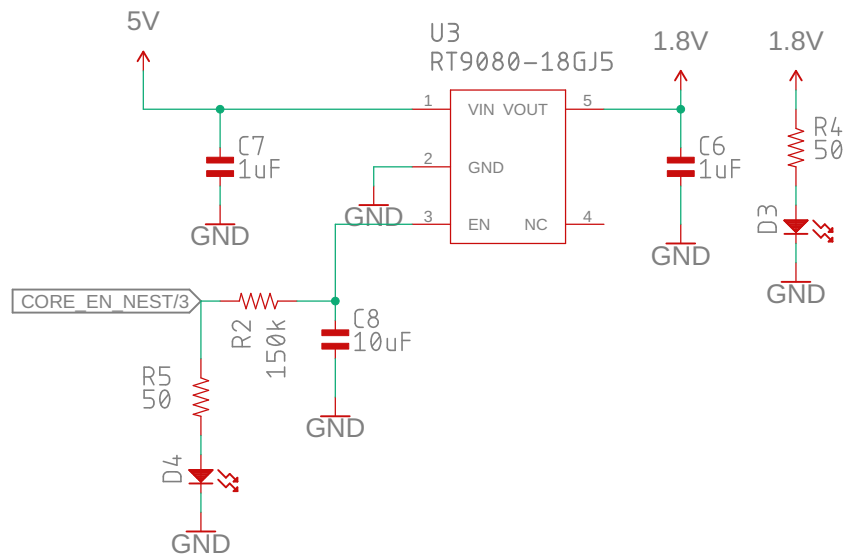 5V
U3
RT9080-18GJ5
1.8V
1.8V
1
VIN
VOUT
5
C7
1uF
GND
2
GND
GND
3
EN
NC
4
C6
1uF
GND
R4
50
D3
GND
CORE_EN_NEST/3
R2
150k
C8
10uF
GND
R5
50
D4
GND